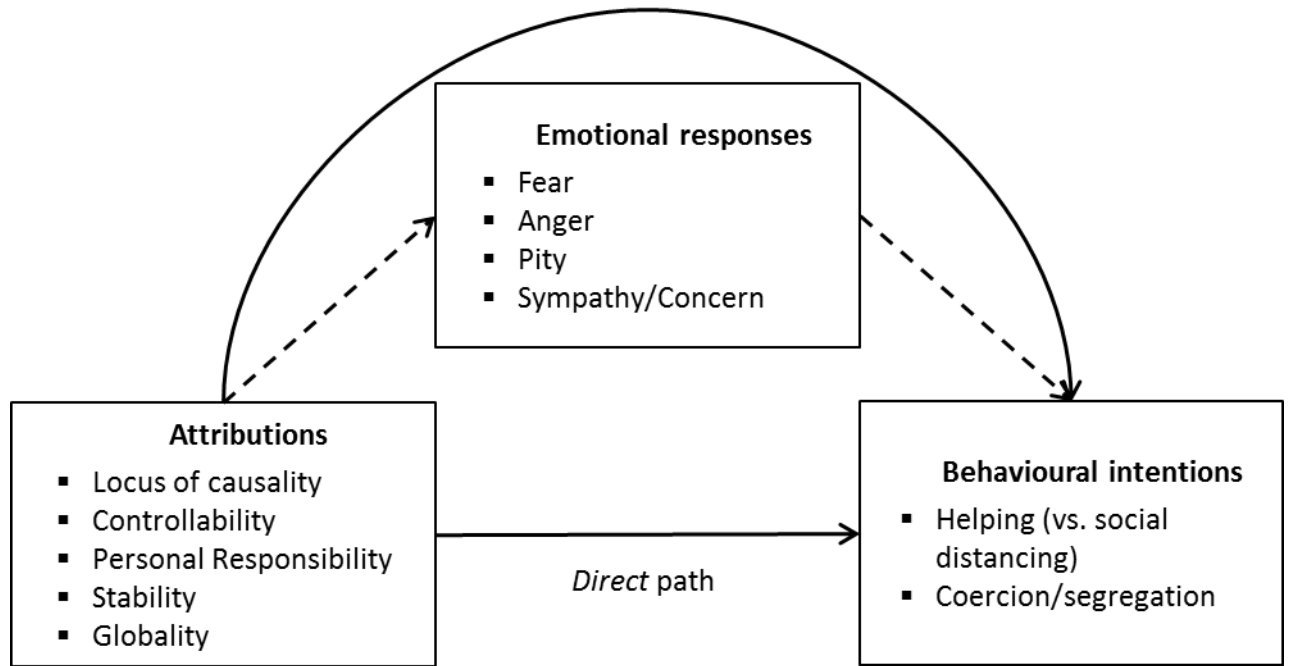 Emotional responses
▪ Fear
▪ Anger
▪ Pity
▪ Sympathy/Concern
Attributions
▪ Locus of causality
▪ Controllability
▪ Personal Responsibility
▪ Stability
▪ Globality
Direct path
Behavioural intentions
▪ Helping (vs. social
distancing)
▪ Coercion/segregation